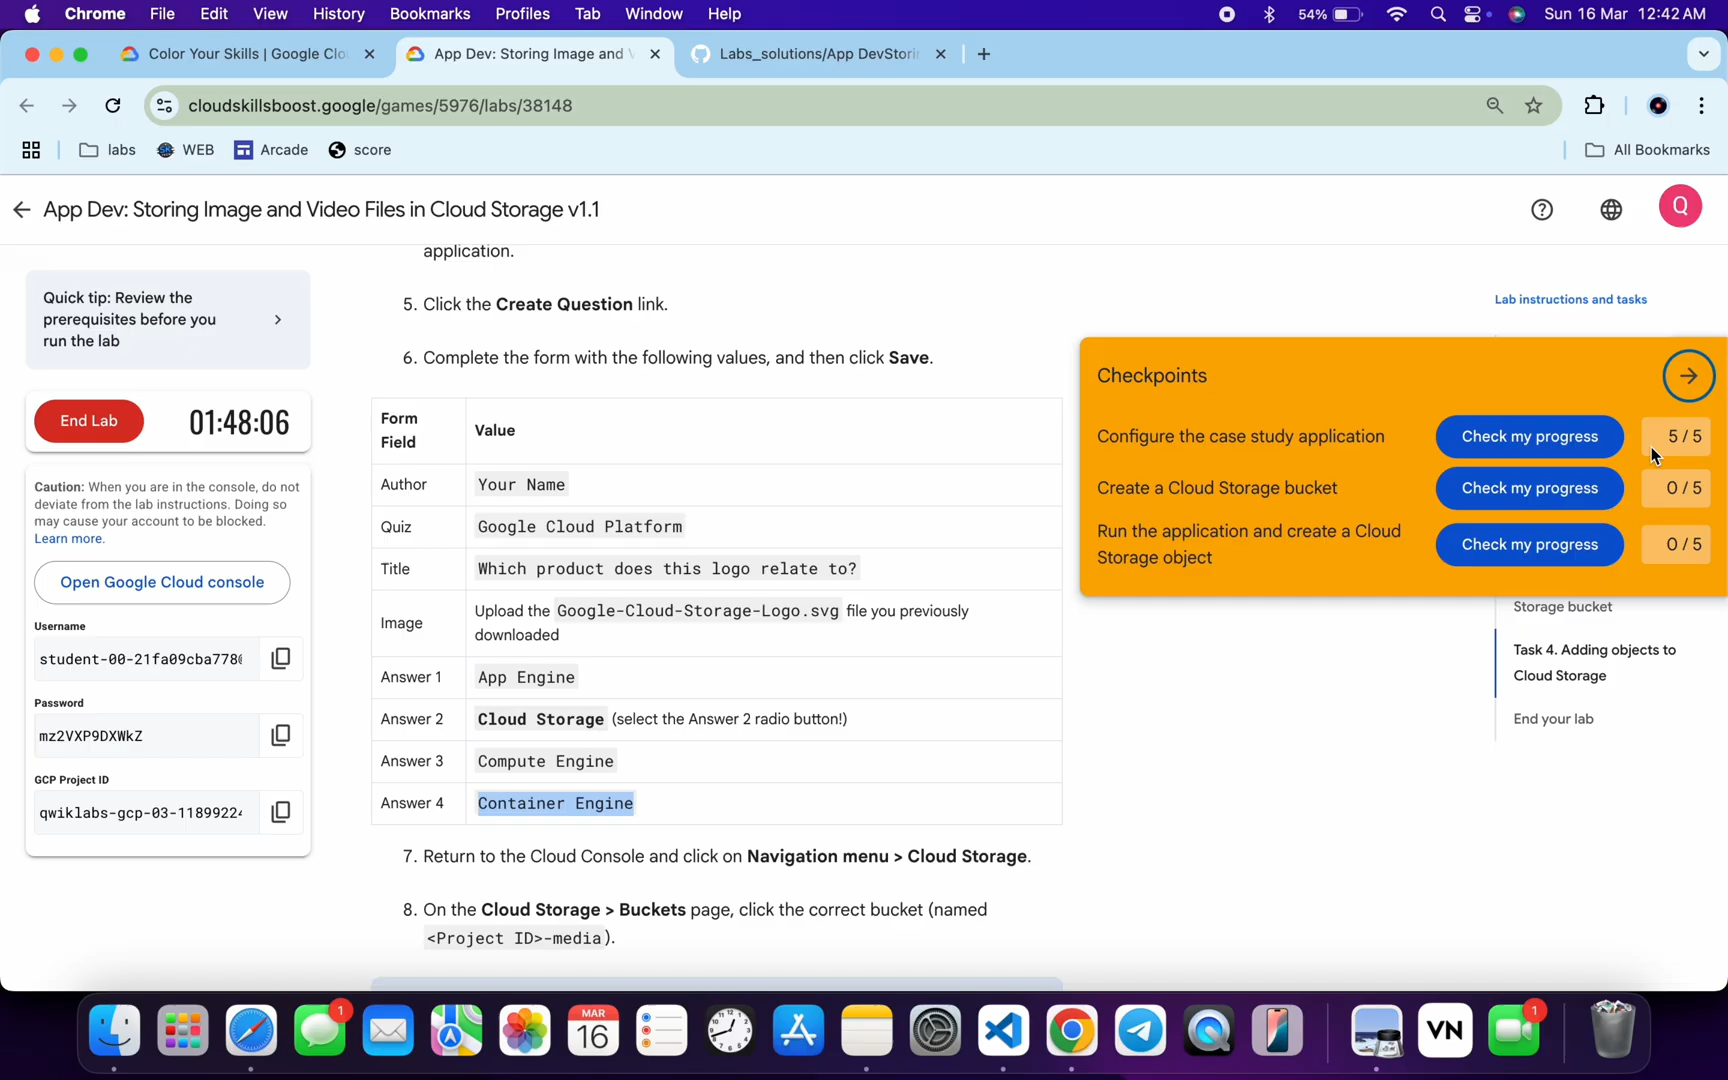 Chrome File Edit View History Bookmarks Profiles Tab Window Help 54% Sun 16 Mar 12:42 AM
Color Your Skills | Google Clo
App Dev: Storing Image and V
Labs_solutions/App DevStorin
cloudskillsboost.google/games/5976/labs/38148
labs WEB Arcade score All Bookmarks
App Dev: Storing Image and Video Files in Cloud Storage v1.1
Q
Quick tip: Review the
prerequisites before you
run the lab
End Lab 01:48:06
Caution: When you are in the console, do not
deviate from the lab instructions. Doing so
may cause your account to be blocked.
Learn more.
Open Google Cloud console
Username
student-00-21fa09cba778
Password
mz2VXP9DXWkZ
GCP Project ID
qwiklabs-gcp-03-1189922
application.
5. Click the Create Question link.
6. Complete the form with the following values, and then click Save.
Form
Field
Value
Author Your Name
Quiz Google Cloud Platform
Title Which product does this logo relate to?
Image Upload the Google-Cloud-Storage-Logo.svg file you previously
downloaded
Answer 1 App Engine
Answer 2 Cloud Storage (select the Answer 2 radio button!)
Answer 3 Compute Engine
Answer 4 Container Engine
7. Return to the Cloud Console and click on Navigation menu > Cloud Storage.
8. On the Cloud Storage > Buckets page, click the correct bucket (named
<Project ID>-media).
Lab instructions and tasks
Checkpoints
Configure the case study application Check my progress 5 / 5
Create a Cloud Storage bucket Check my progress 0 / 5
Run the application and create a Cloud
Storage object
Check my progress 0 / 5
Storage bucket
Task 4. Adding objects to
Cloud Storage
End your lab
1
MAR
16
VN
1